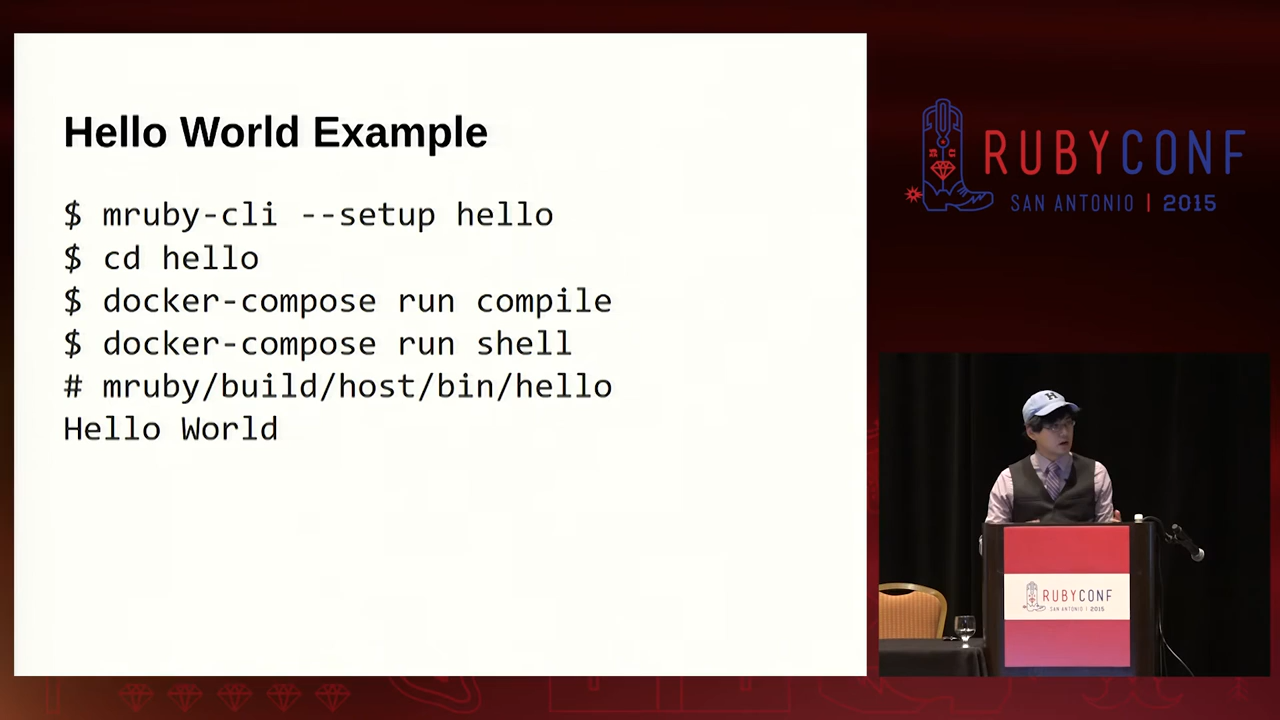 Hello World Example
$ mruby-cli --setup hello
$ cd hello
$ docker-compose run compile
$ docker-compose run shell
# mruby/build/host/bin/hello
Hello World
RUBYCONF
SAN ANTONIO | 2015
H
RUBYCONF
SAN ANTONIO | 2015